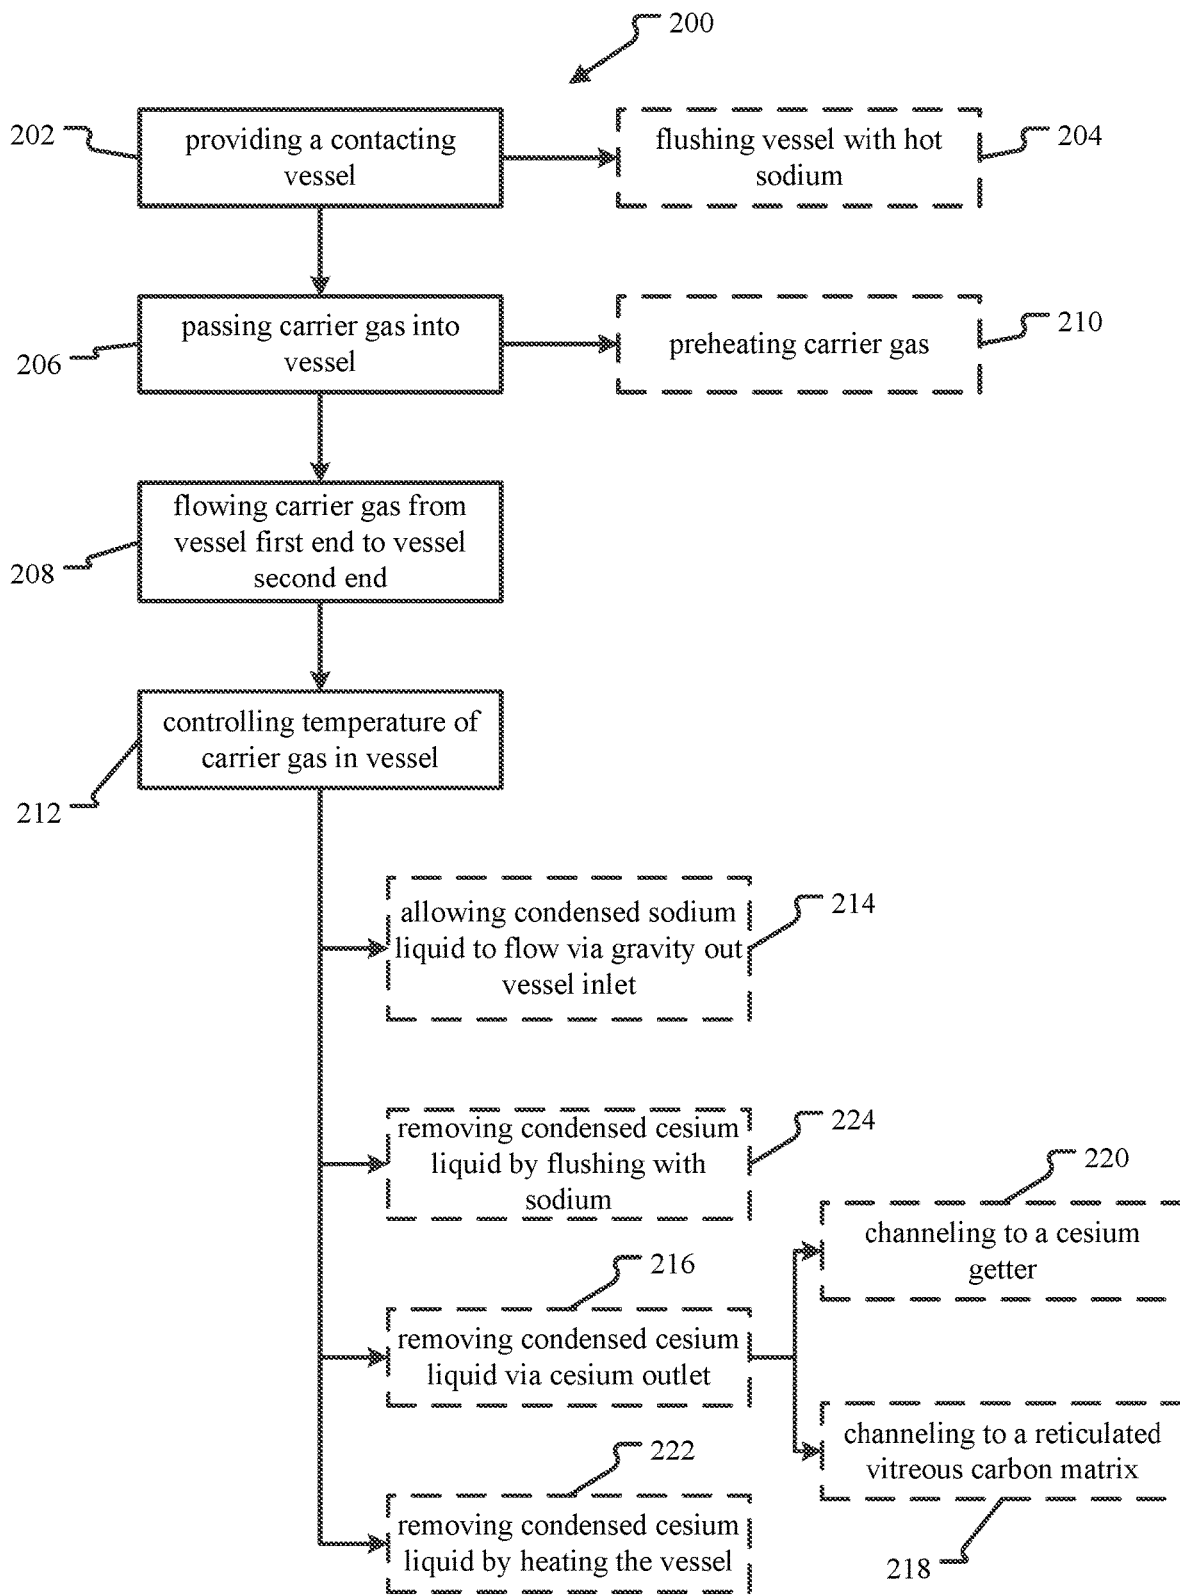 200
202
providing a contacting
vessel
flushing vessel with hot
sodium
204
206
passing carrier gas into
vessel
preheating carrier gas
210
208
flowing carrier gas from
vessel first end to vessel
second end
212
controlling temperature of
carrier gas in vessel
allowing condensed sodium
liquid to flow via gravity out
vessel inlet
214
removing condensed cesium
liquid by flushing with
sodium
224
216
removing condensed cesium
liquid via cesium outlet
220
channeling to a cesium
getter
channeling to a reticulated
vitreous carbon matrix
218
222
removing condensed cesium
liquid by heating the vessel